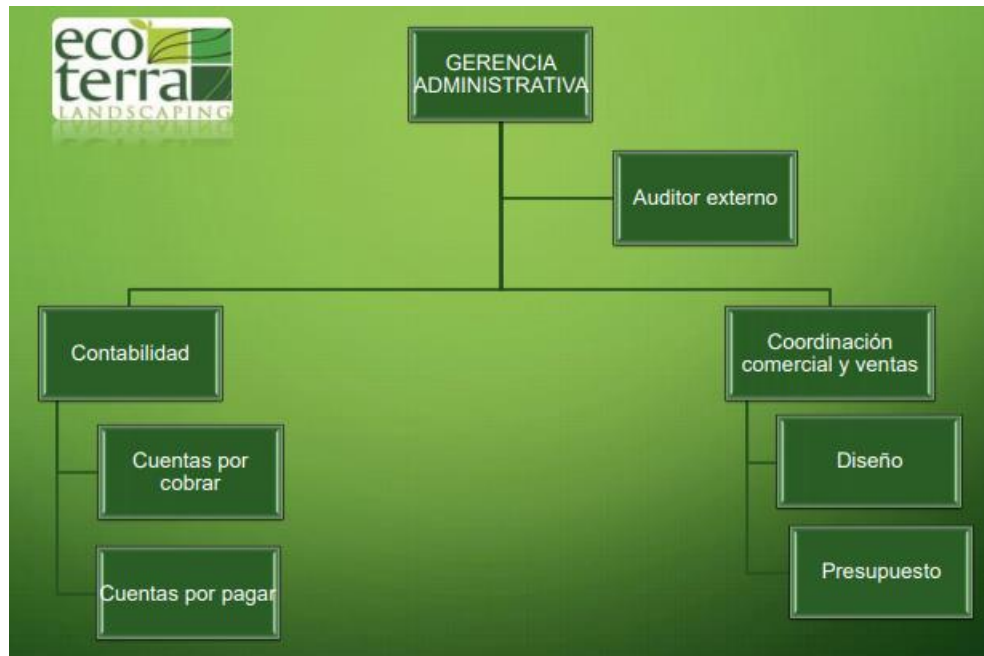 eco
terra
LANDSCAPING
GERENCIA
ADMINISTRATIVA
Auditor externo
Contabilidad
Coordinación
comercial y ventas
Cuentas por
cobrar
Diseño
Cuentas por pagar
Presupuesto